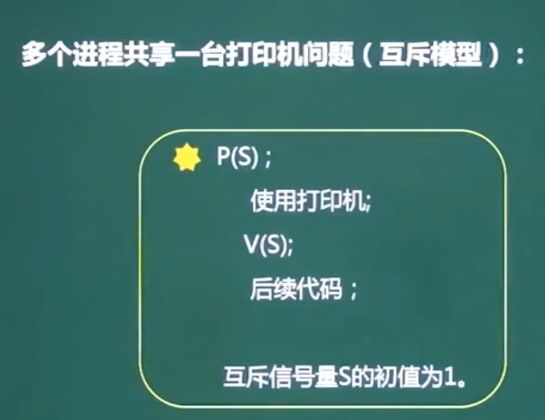 多个进程共享一台打印机问题（互斥模型）：
P(S)；
使用打印机;
V(S);
后续代码；
互斥信号量S的初值为1。